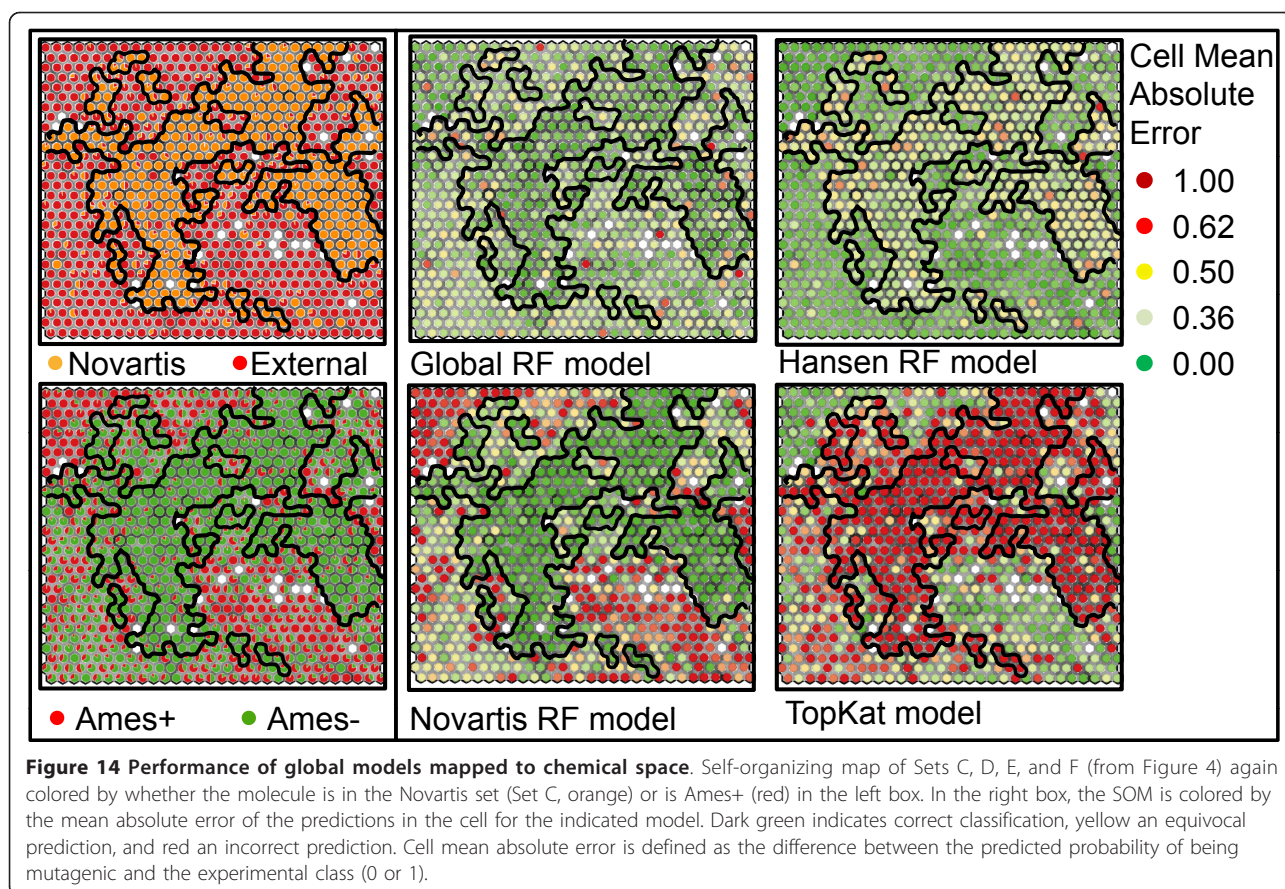 Cell Mean
Absolute
Error
1.00
0.62
0.50
0.36
0.00
Novartis External
Global RF model
Hansen RF model
Ames+ Ames-
Novartis RF model
TopKat model
Figure 14 Performance of global models mapped to chemical space. Self-organizing map of Sets C, D, E, and F (from Figure 4) again
colored by whether the molecule is in the Novartis set (Set C, orange) or is Ames+ (red) in the left box. In the right box, the SOM is colored by
the mean absolute error of the predictions in the cell for the indicated model. Dark green indicates correct classification, yellow an equivocal
prediction, and red an incorrect prediction. Cell mean absolute error is defined as the difference between the predicted probability of being
mutagenic and the experimental class (0 or 1).